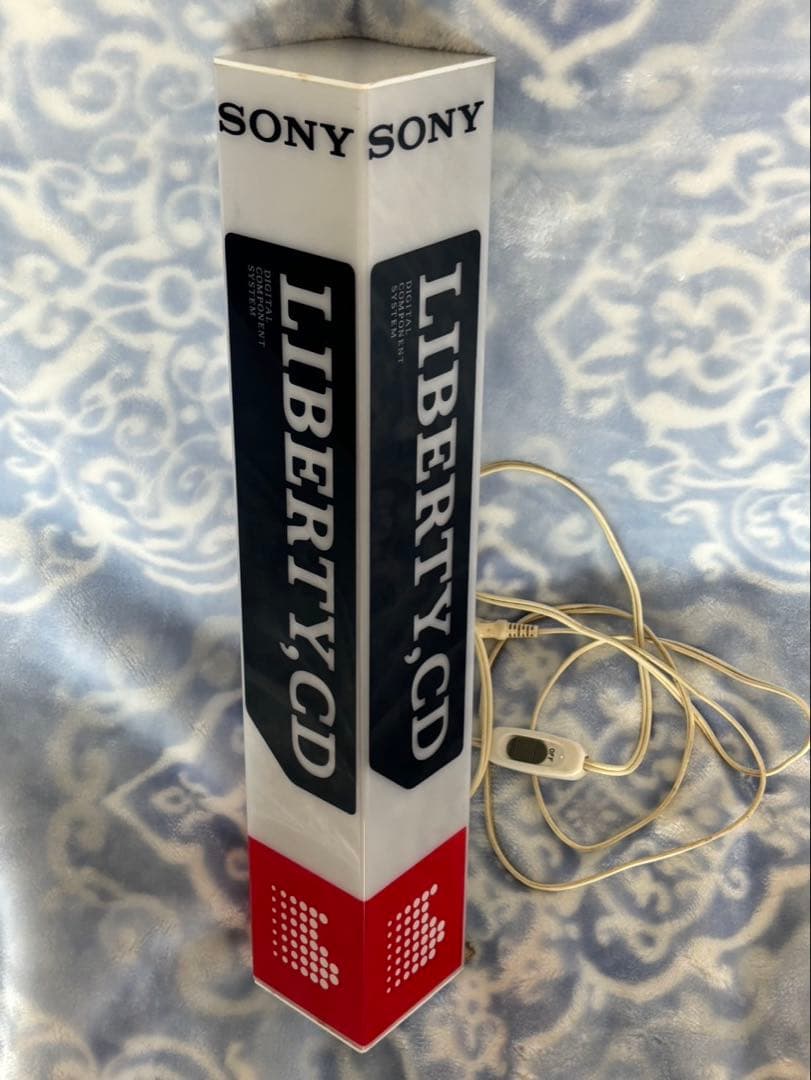 SONY
DIGITAL
COMPONENT
SYSTEM
LIBERTY,CD
SONY
DIGITAL
COMPONENT
SYSTEM
LIBERTY,CD
OFF